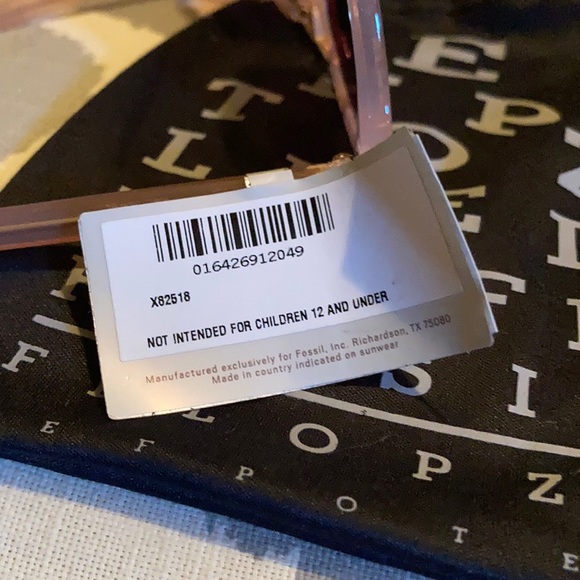 016426912049
X82518
NOT INTENDED FOR CHILDREN 12 AND UNDER
Manufactured exclusively for Fossil, Inc. Richardson, TX 75080
Made in country indicated on sunwear
E P
T O P Z
L
F
F L O P Z
S I
O P Z
E F P O T E